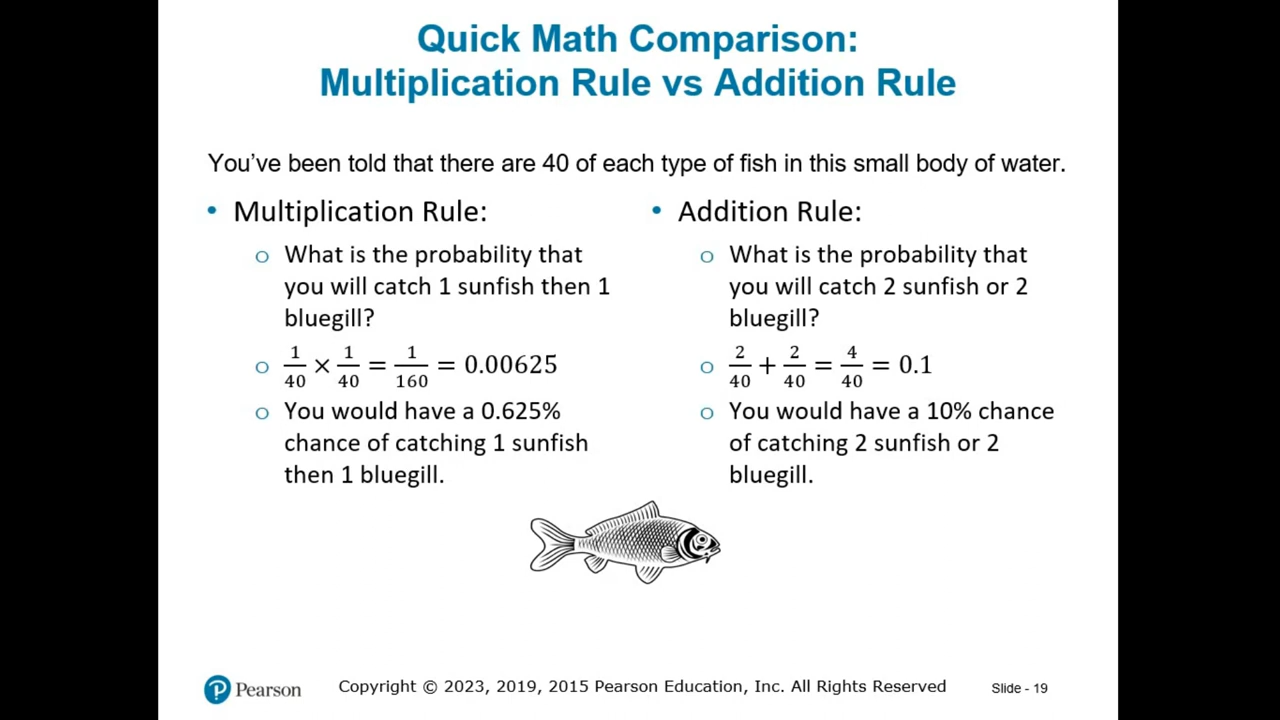 Quick Math Comparison:
Multiplication Rule vs Addition Rule
You've been told that there are 40 of each type of fish in this small body of water.
• Multiplication Rule:
o What is the probability that
you will catch 1 sunfish then 1
bluegill?
o 1/40 × 1/40 = 1/160 = 0.00625
o You would have a 0.625%
chance of catching 1 sunfish
then 1 bluegill.
• Addition Rule:
o What is the probability that
you will catch 2 sunfish or 2
bluegill?
o 2/40 + 2/40 = 4/40 = 0.1
o You would have a 10% chance
of catching 2 sunfish or 2
bluegill.
P Pearson
Copyright © 2023, 2019, 2015 Pearson Education, Inc. All Rights Reserved
Slide - 19